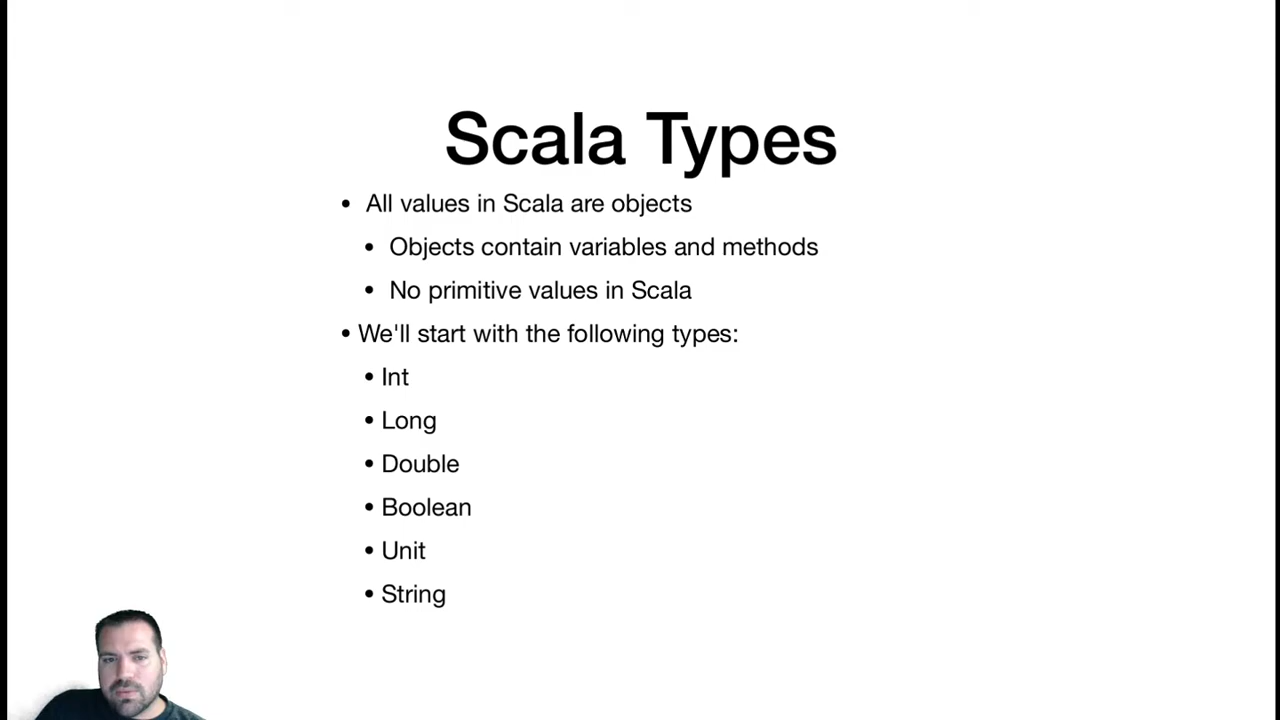 Scala Types
• All values in Scala are objects
• Objects contain variables and methods
• No primitive values in Scala
• We'll start with the following types:
• Int
• Long
• Double
• Boolean
• Unit
• String